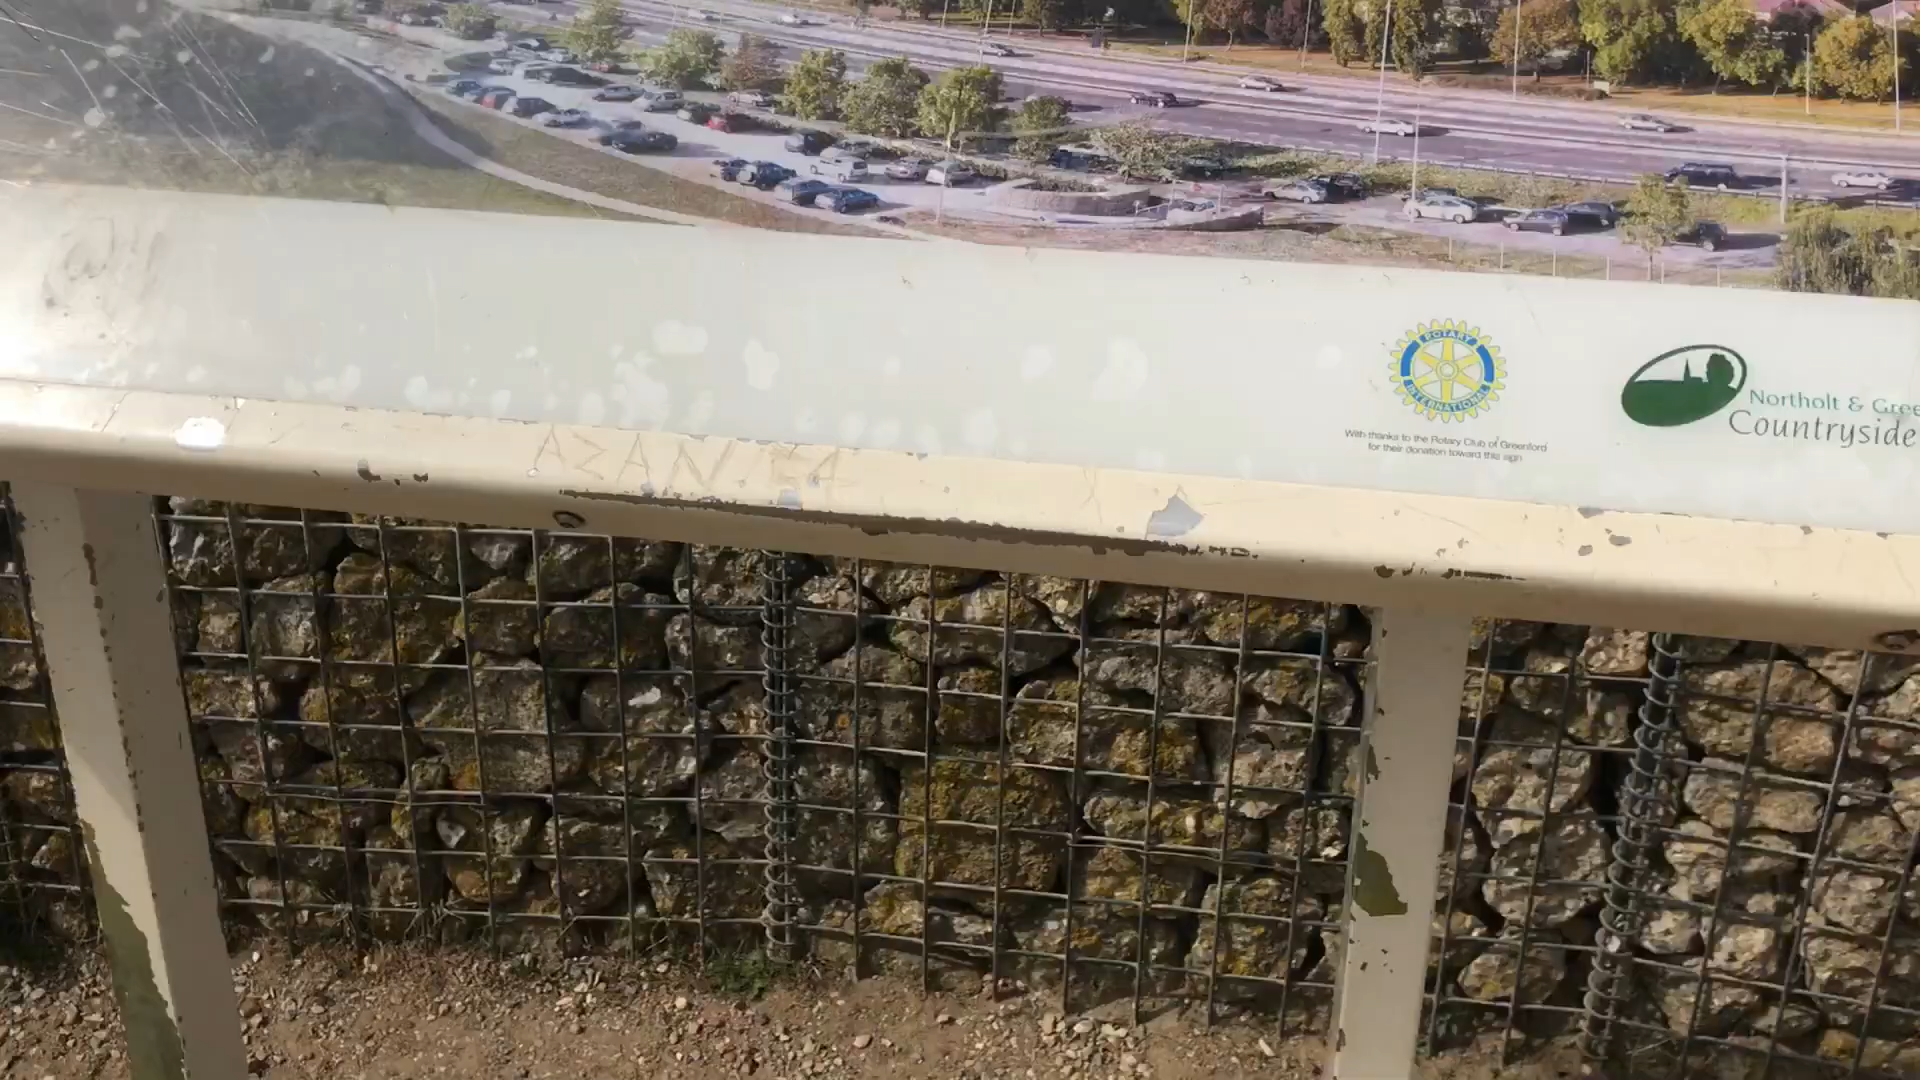 ROTARY
INTERNATIONAL
With thanks to the Rotary Club of Greenford
for their donation toward this sign
Northolt & Gree
Countryside
AZAN